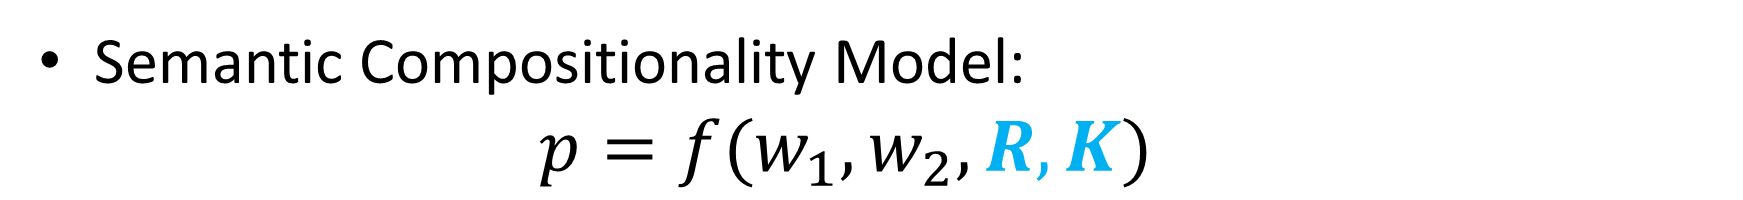 • Semantic Compositionality Model:
p = f(w₁, w₂, R, K)